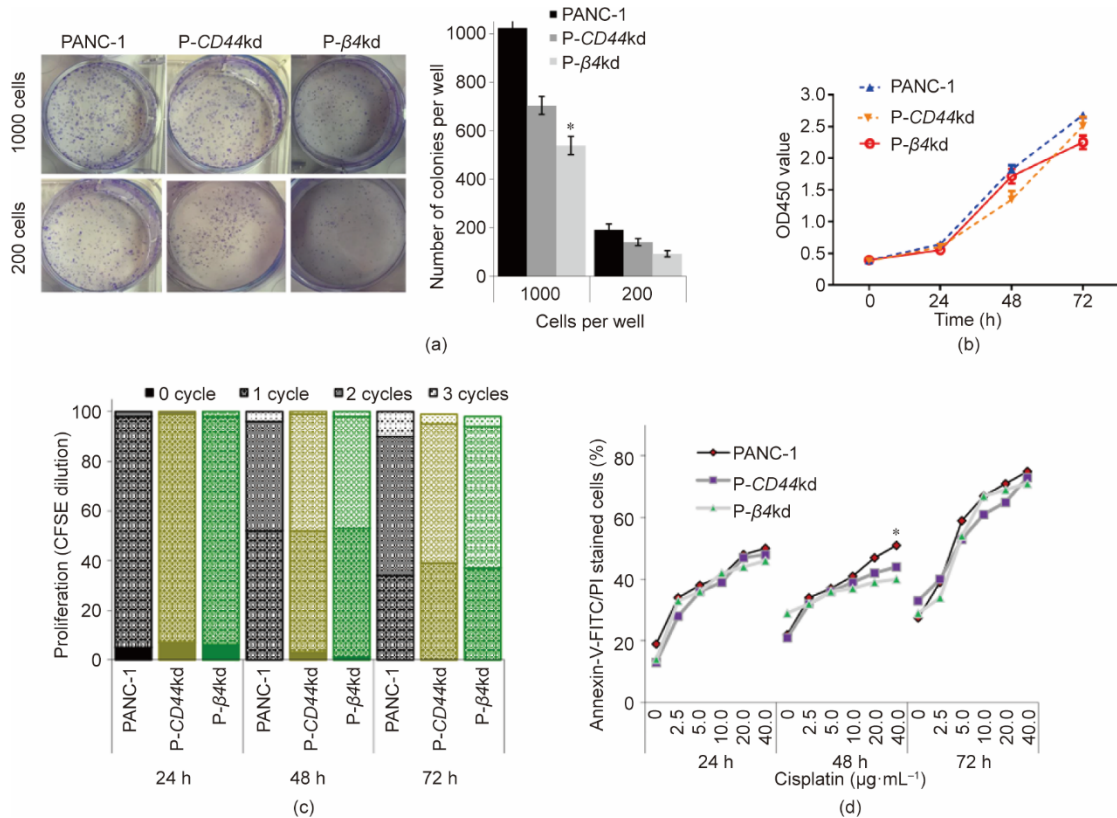 PANC-1 P-CD44kd P-β4kd
1000 cells
200 cells
Number of colonies per well
1000
800
600
400
200
0
PANC-1
P-CD44kd
P-β4kd
*
1000 200
Cells per well
(a)
PANC-1
P-CD44kd
P-β4kd
OD450 value
3.0
2.5
2.0
1.5
1.0
0.5
0
0 24 48 72
Time (h)
(b)
0 cycle 1 cycle 2 cycles 3 cycles
Proliferation (CFSE dilution)
100
80
60
40
20
0
PANC-1 P-CD44kd P-β4kd PANC-1 P-CD44kd P-β4kd PANC-1 P-CD44kd P-β4kd
24 h 48 h 72 h
(c)
Annexin-V-FITC/PI stained cells (%)
80
60
40
20
0
PANC-1
P-CD44kd
P-β4kd
*
0 2.5 5.0 10.0 20.0 40.0 0 2.5 5.0 10.0 20.0 40.0 0 2.5 5.0 10.0 20.0 40.0
24 h 48 h 72 h
Cisplatin (μg·mL⁻¹)
(d)